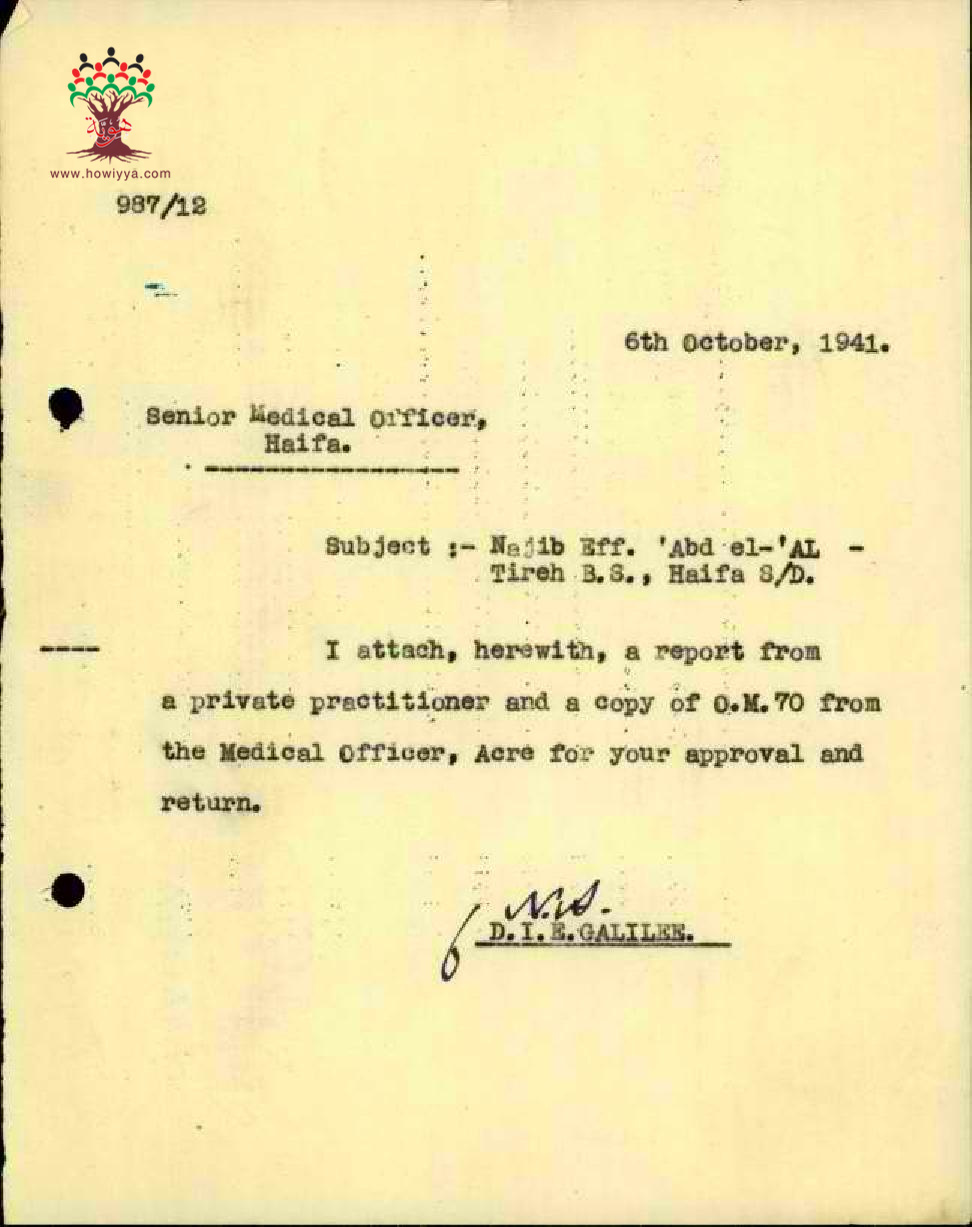 هوية
www.howiyya.com
987/12
6th October, 1941.
Senior Medical Officer,
Haifa.
Subject :- Najib Eff. 'Abd el-'AL -
Tireh B.S., Haifa S/D.
I attach, herewith, a report from
a private practitioner and a copy of O.M.70 from
the Medical Officer, Acre for your approval and
return.
D.I.E.GALILEE.